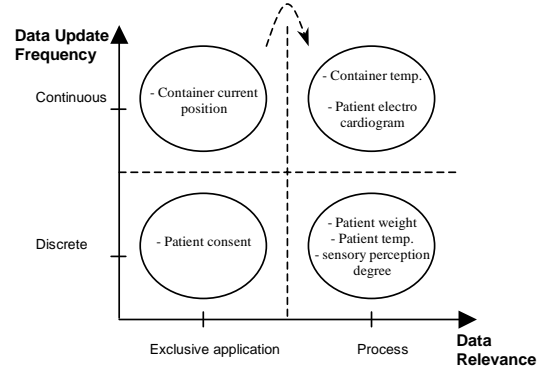 Data Update
Frequency
Continuous
- Container current
position
- Container temp.
- Patient electro
cardiogram
Discrete
- Patient consent
- Patient weight
- Patient temp.
- sensory perception
degree
Exclusive application
Process
Data
Relevance